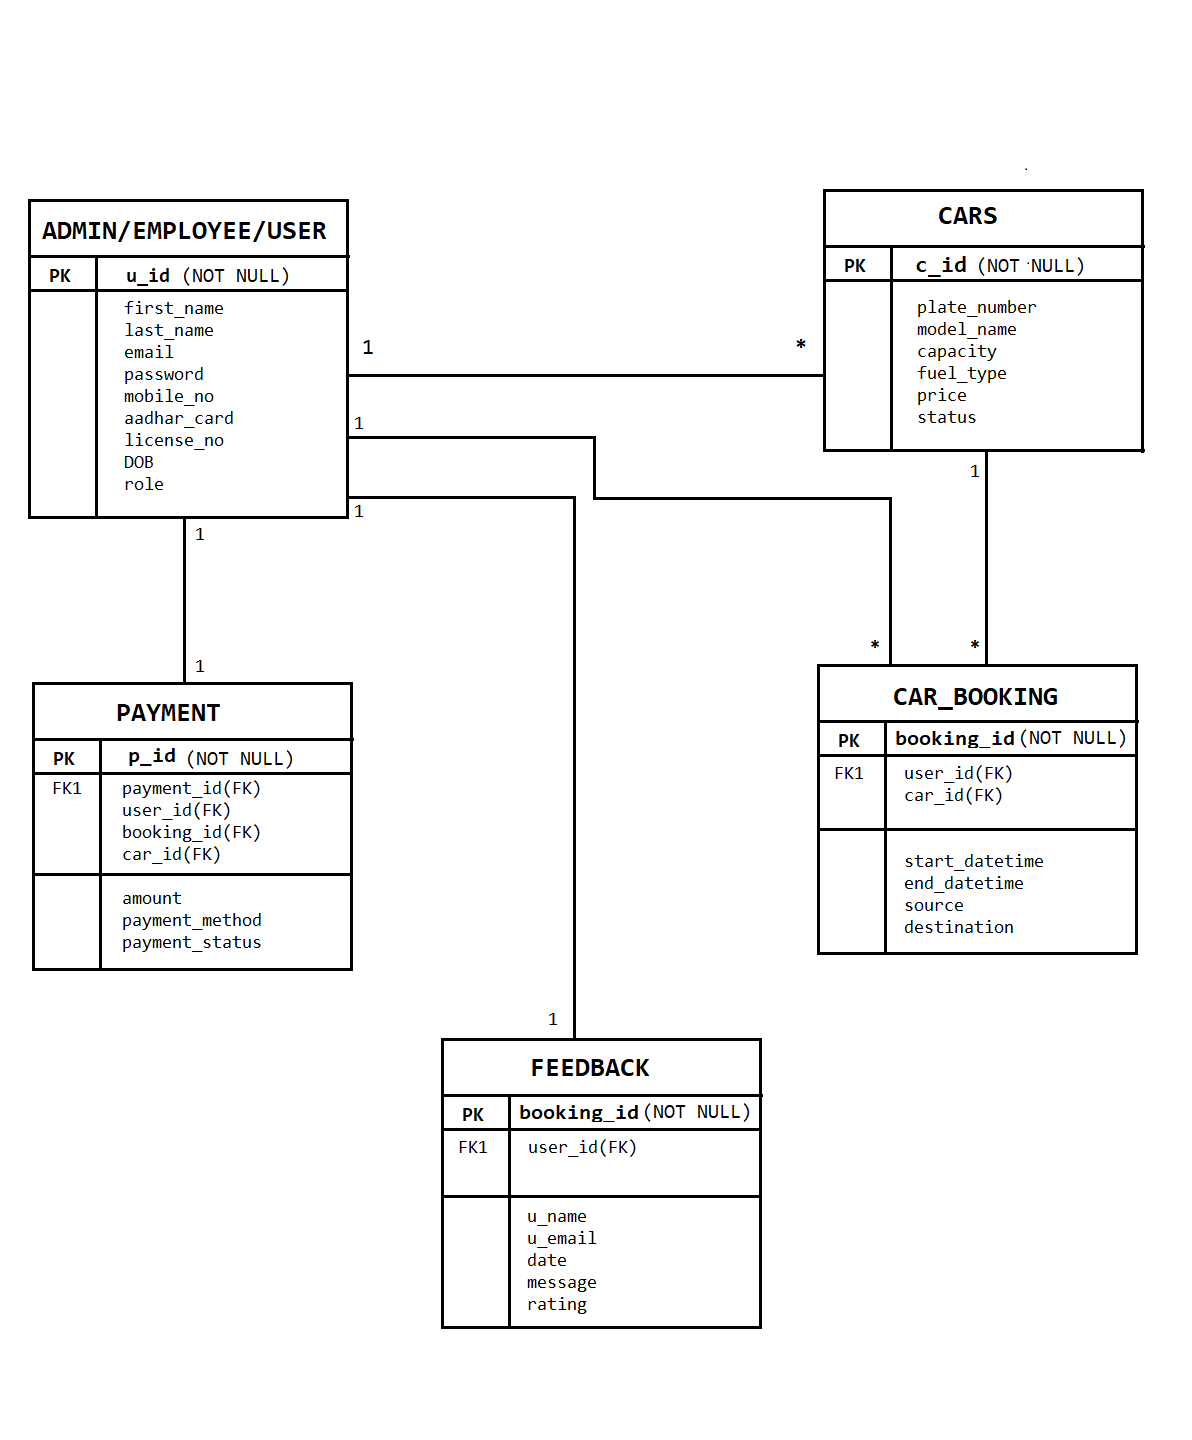 ADMIN/EMPLOYEE/USER
PK u_id (NOT NULL)
first_name
last_name
email
password
mobile_no
aadhar_card
license_no
DOB
role
CARS
PK c_id (NOT NULL)
plate_number
model_name
capacity
fuel_type
price
status
1 *
1
1
1
1
1
* *
PAYMENT
PK p_id (NOT NULL)
FK1 payment_id(FK)
user_id(FK)
booking_id(FK)
car_id(FK)
amount
payment_method
payment_status
CAR_BOOKING
PK booking_id(NOT NULL)
FK1 user_id(FK)
car_id(FK)
start_datetime
end_datetime
source
destination
1
FEEDBACK
PK booking_id(NOT NULL)
FK1 user_id(FK)
u_name
u_email
date
message
rating